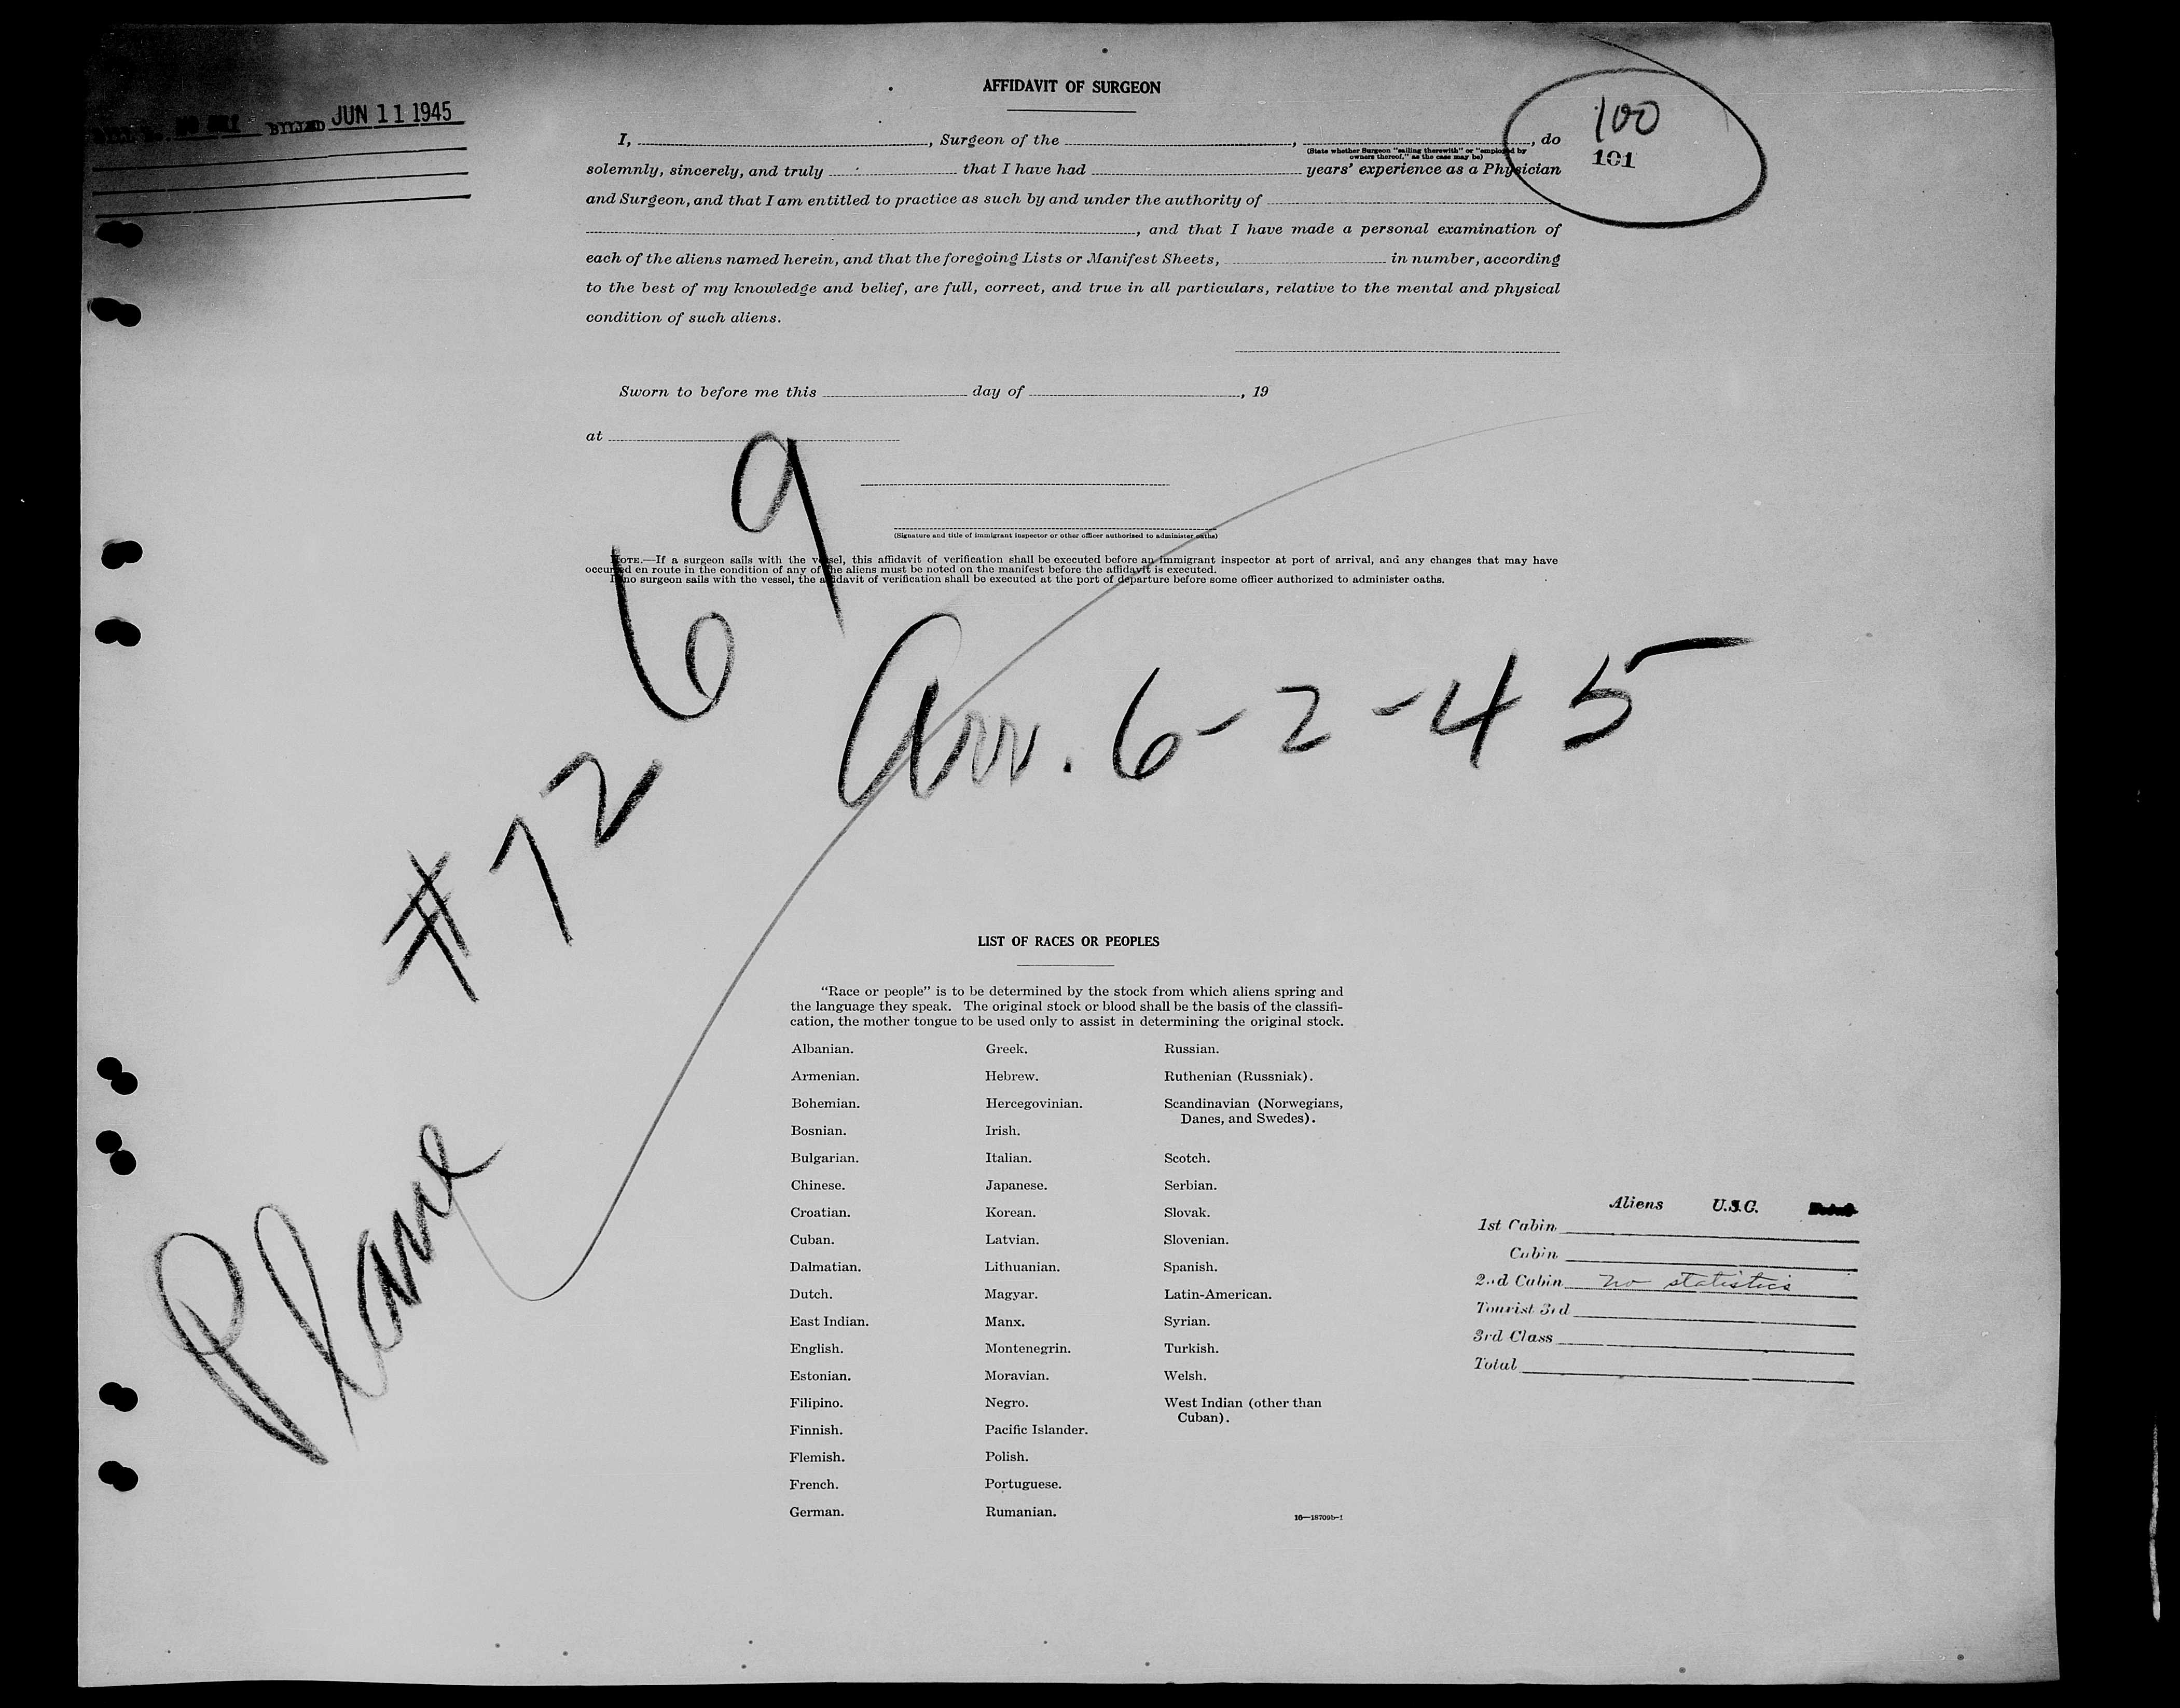 BILLED JUN 11 1945
100
101
AFFIDAVIT OF SURGEON
I, , Surgeon of the , , do
(State whether Surgeon "sailing therewith" or "employed by
owners thereof," as the case may be)
solemnly, sincerely, and truly that I have had years' experience as a Physician
and Surgeon, and that I am entitled to practice as such by and under the authority of
, and that I have made a personal examination of
each of the aliens named herein, and that the foregoing Lists or Manifest Sheets, in number, according
to the best of my knowledge and belief, are full, correct, and true in all particulars, relative to the mental and physical
condition of such aliens.
Sworn to before me this day of , 19
at
(Signature and title of immigrant inspector or other officer authorized to administer oaths)
NOTE.—If a surgeon sails with the vessel, this affidavit of verification shall be executed before an immigrant inspector at port of arrival, and any changes that may have
occurred en route in the condition of any of the aliens must be noted on the manifest before the affidavit is executed.
If no surgeon sails with the vessel, the affidavit of verification shall be executed at the port of departure before some officer authorized to administer oaths.
Plane #7269
Arr. 6-2-45
LIST OF RACES OR PEOPLES
"Race or people" is to be determined by the stock from which aliens spring and
the language they speak. The original stock or blood shall be the basis of the classifi-
cation, the mother tongue to be used only to assist in determining the original stock.
Albanian.
Armenian.
Bohemian.
Bosnian.
Bulgarian.
Chinese.
Croatian.
Cuban.
Dalmatian.
Dutch.
East Indian.
English.
Estonian.
Filipino.
Finnish.
Flemish.
French.
German.
Greek.
Hebrew.
Hercegovinian.
Irish.
Italian.
Japanese.
Korean.
Latvian.
Lithuanian.
Magyar.
Manx.
Montenegrin.
Moravian.
Negro.
Pacific Islander.
Polish.
Portuguese.
Rumanian.
Russian.
Ruthenian (Russniak).
Scandinavian (Norwegians,
Danes, and Swedes).
Scotch.
Serbian.
Slovak.
Slovenian.
Spanish.
Latin-American.
Syrian.
Turkish.
Welsh.
West Indian (other than
Cuban).
16—18709b-1
Aliens U.S.C.
1st Cabin
Cabin
2nd Cabin no statistics
Tourist 3rd
3rd Class
Total